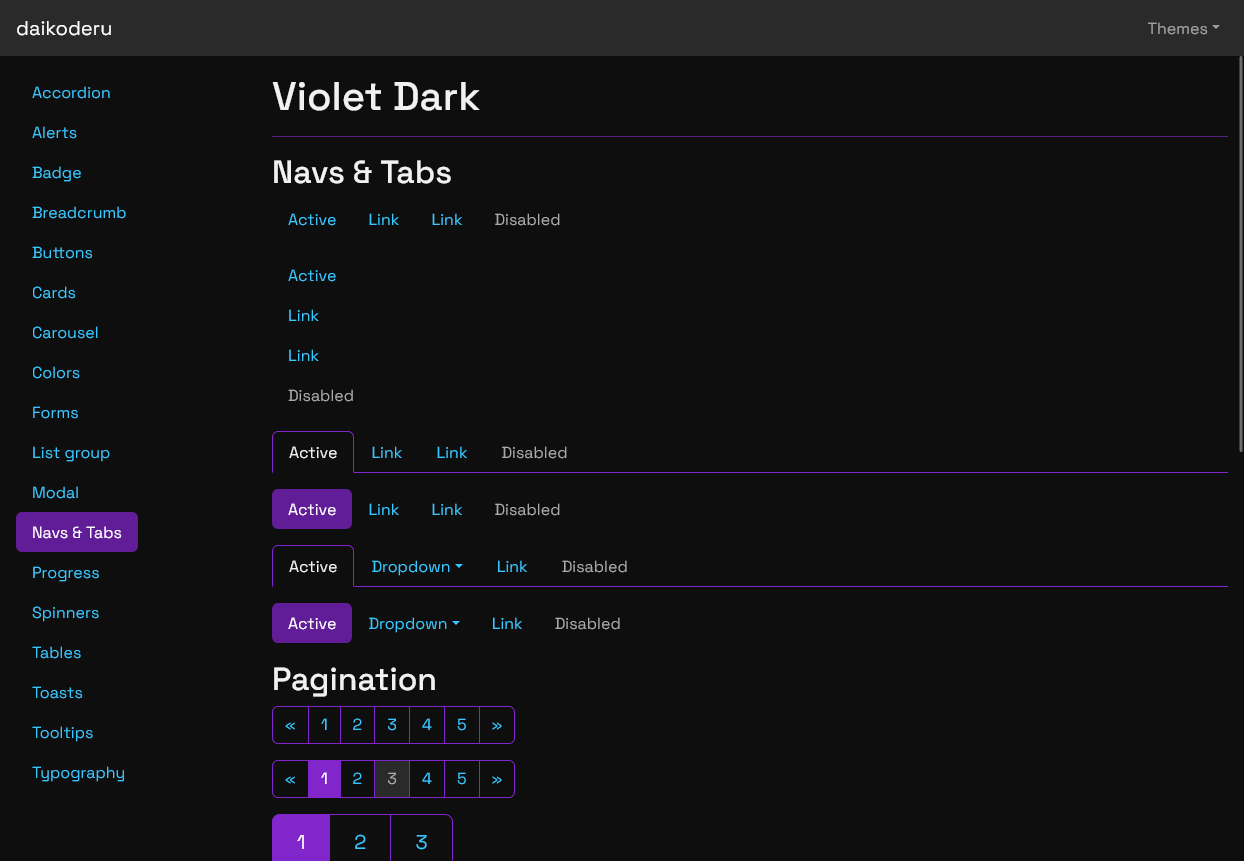 daikoderu
Themes
Accordion
Alerts
Badge
Breadcrumb
Buttons
Cards
Carousel
Colors
Forms
List group
Modal
Navs & Tabs
Progress
Spinners
Tables
Toasts
Tooltips
Typography
Violet Dark
Navs & Tabs
Active Link Link Disabled
Active
Link
Link
Disabled
Active Link Link Disabled
Active Link Link Disabled
Active Dropdown Link Disabled
Active Dropdown Link Disabled
Pagination
« 1 2 3 4 5 »
« 1 2 3 4 5 »
1 2 3